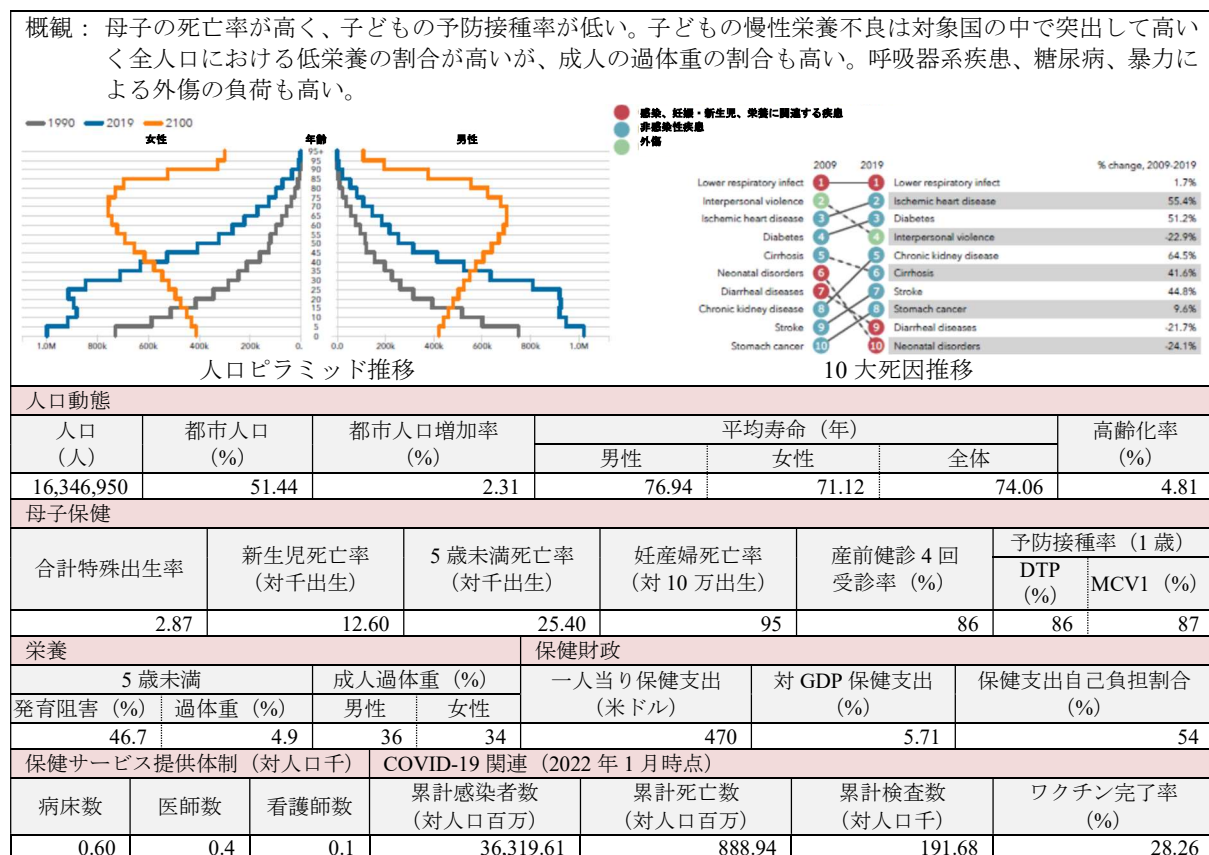 概観： 母子の死亡率が高く、子どもの予防接種率が低い。子どもの慢性栄養不良は対象国の中で突出して高い
く全人口における低栄養の割合が高いが、成人の過体重の割合も高い。呼吸器系疾患、糖尿病、暴力に
よる外傷の負荷も高い。
1990 2019 2100
女性 年齢 男性
95+
95
90
85
80
75
70
65
60
55
50
45
40
35
30
25
20
15
10
5
0
1.0M 800k 600k 400k 200k 0. 0.0 200k 400k 600k 800k 1.0M
人口ピラミッド推移
感染、妊娠・新生児、栄養に関連する疾患
非感染性疾患
外傷
2009 2019 % change, 2009-2019
Lower respiratory infect 1 1 Lower respiratory infect 1.7%
Interpersonal violence 2 2 Ischemic heart disease 55.4%
Ischemic heart disease 3 3 Diabetes 51.2%
Diabetes 4 4 Interpersonal violence -22.9%
Cirrhosis 5 5 Chronic kidney disease 64.5%
Neonatal disorders 6 6 Cirrhosis 41.6%
Diarrheal diseases 7 7 Stroke 44.8%
Chronic kidney disease 8 8 Stomach cancer 9.6%
Stroke 9 9 Diarrheal diseases -21.7%
Stomach cancer 10 10 Neonatal disorders -24.1%
10 大死因推移
人口動態
人口 都市人口 都市人口増加率 平均寿命（年） 高齢化率
（人） (%) (%) 男性 女性 全体 (%)
16,346,950 51.44 2.31 76.94 71.12 74.06 4.81
母子保健
合計特殊出生率 新生児死亡率 5 歳未満死亡率 妊産婦死亡率 産前健診 4 回 予防接種率（1 歳）
（対千出生） （対千出生） （対 10 万出生） 受診率（%） DTP (%) MCV1（%）
2.87 12.60 25.40 95 86 86 87
栄養 保健財政
5 歳未満 成人過体重（%） 一人当り保健支出 対 GDP 保健支出 保健支出自己負担割合
発育阻害（%） 過体重（%） 男性 女性 （米ドル） (%) (%)
46.7 4.9 36 34 470 5.71 54
保健サービス提供体制（対人口千） COVID-19 関連（2022 年 1 月時点）
病床数 医師数 看護師数 累計感染者数 累計死亡数 累計検査数 ワクチン完了率
（対人口百万） （対人口百万） （対人口千） (%)
0.60 0.4 0.1 36,319.61 888.94 191.68 28.26